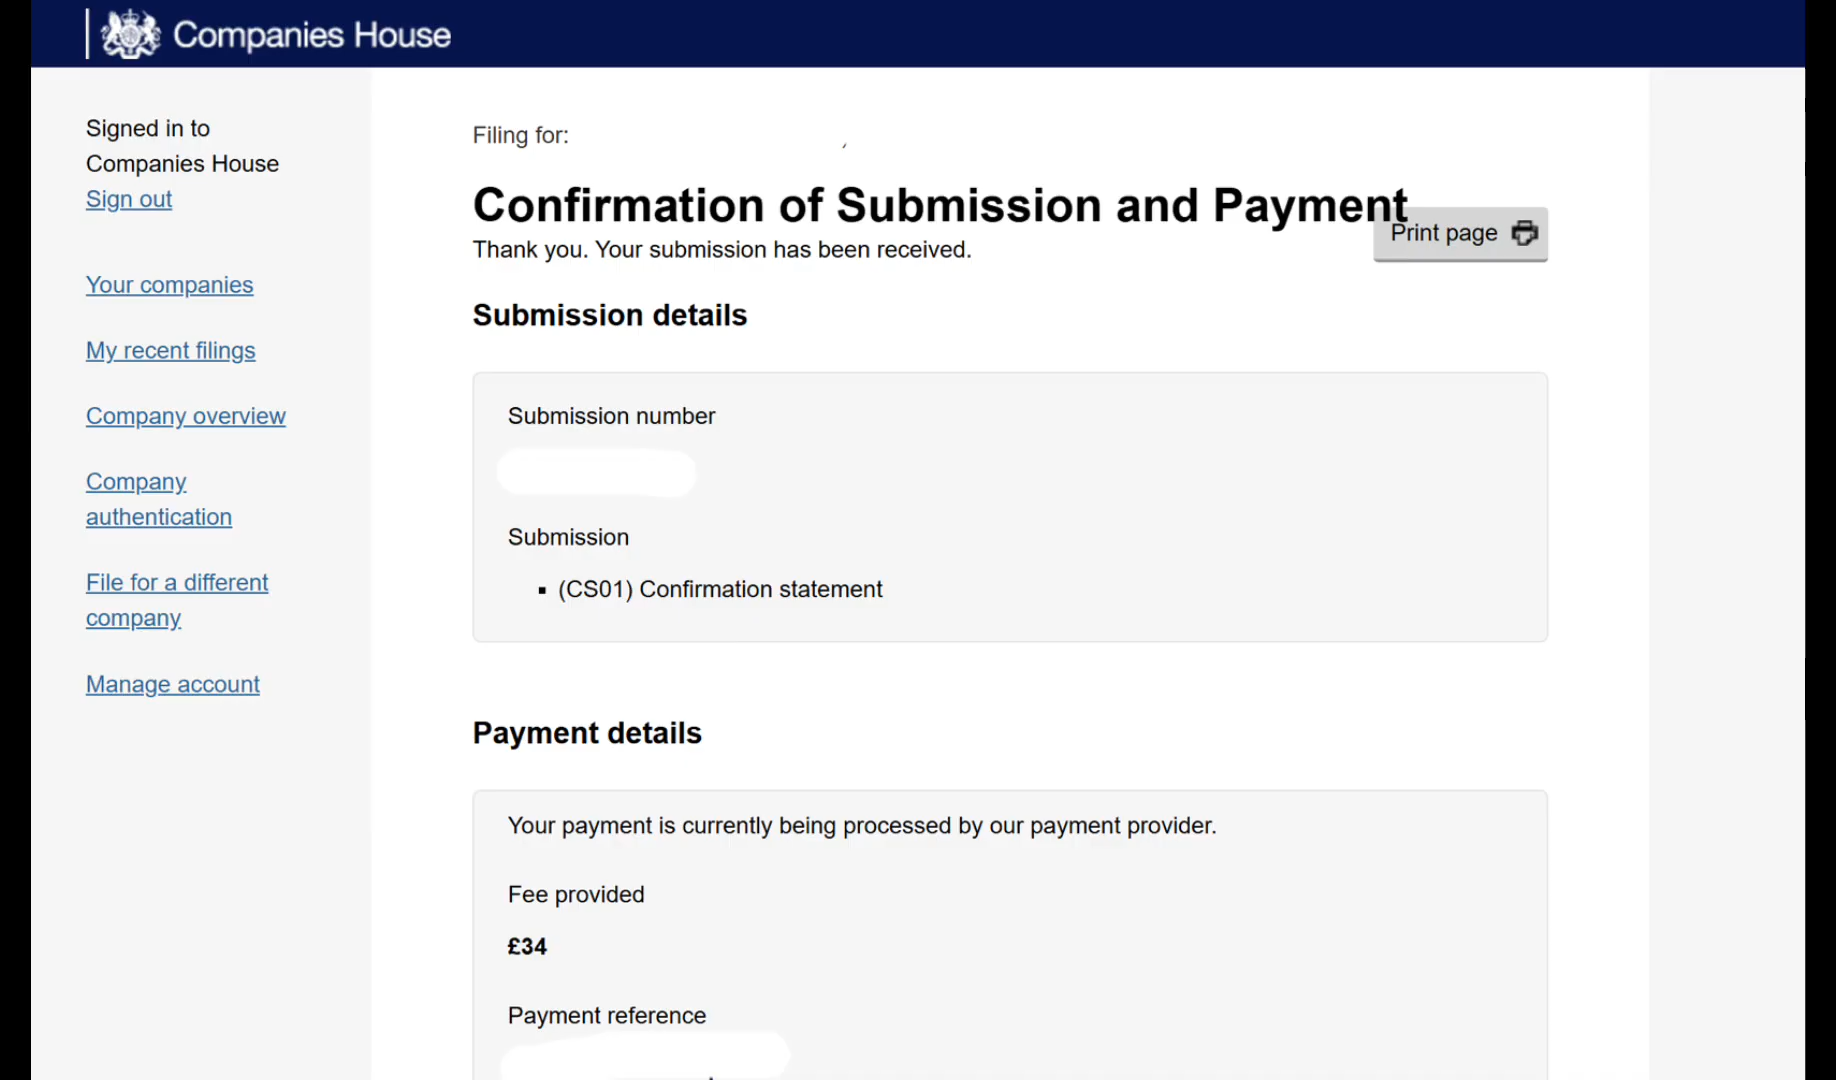 Companies House
Signed in to
Companies House
Sign out
Your companies
My recent filings
Company overview
Company
authentication
File for a different
company
Manage account
Filing for:
Confirmation of Submission and Payment
Print page
Thank you. Your submission has been received.
Submission details
Submission number
Submission
(CS01) Confirmation statement
Payment details
Your payment is currently being processed by our payment provider.
Fee provided
£34
Payment reference